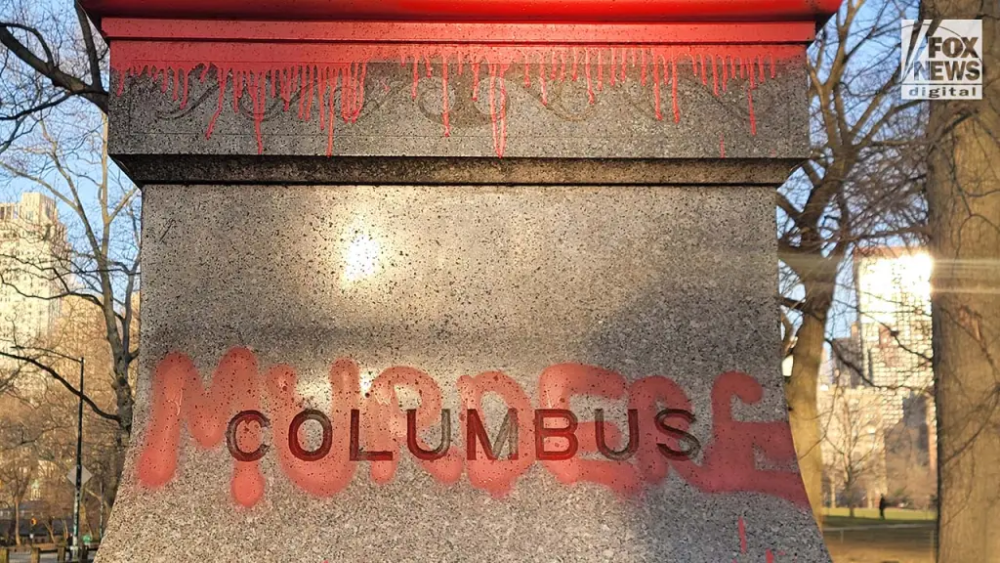 FOX
NEWS
digital
MURDERE
COLUMBUS